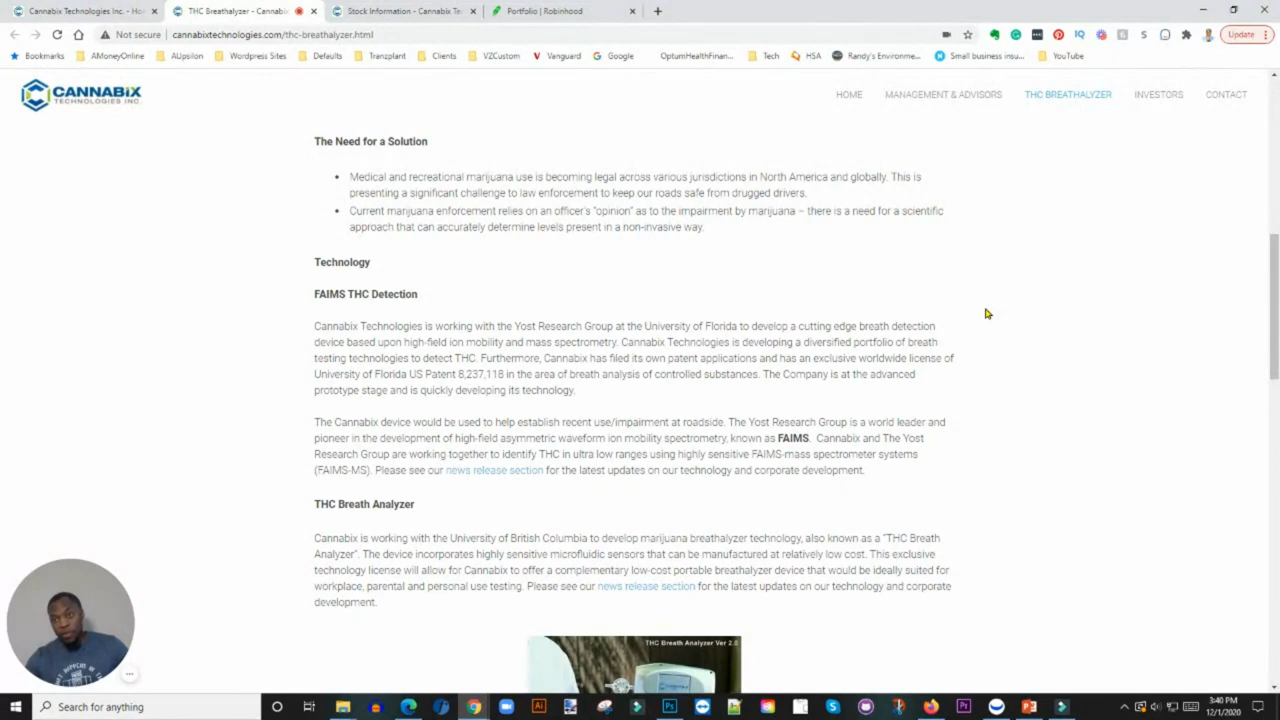 Cannabix Technologies Inc. - Ho
THC Breathalyzer - Cannabi
Stock Information - Cannabix Te
Portfolio | Robinhood
Not secure
cannabixtechnologies.com/thc-breathalyzer.html
Update
Bookmarks
AMoneyOnline
AUpsilon
Wordpress Sites
Defaults
Tranzplant
Clients
VZCustom
Vanguard
Google
OptumHealthFinan...
Tech
HSA
Randy's Environme...
Small business insu...
YouTube
CANNABIX
TECHNOLOGIES INC.
HOME
MANAGEMENT & ADVISORS
THC BREATHALYZER
INVESTORS
CONTACT
The Need for a Solution
Medical and recreational marijuana use is becoming legal across various jurisdictions in North America and globally. This is
presenting a significant challenge to law enforcement to keep our roads safe from drugged drivers.
Current marijuana enforcement relies on an officer's "opinion" as to the impairment by marijuana – there is a need for a scientific
approach that can accurately determine levels present in a non-invasive way.
Technology
FAIMS THC Detection
Cannabix Technologies is working with the Yost Research Group at the University of Florida to develop a cutting edge breath detection
device based upon high-field ion mobility and mass spectrometry. Cannabix Technologies is developing a diversified portfolio of breath
testing technologies to detect THC. Furthermore, Cannabix has filed its own patent applications and has an exclusive worldwide license of
University of Florida US Patent 8,237,118 in the area of breath analysis of controlled substances. The Company is at the advanced
prototype stage and is quickly developing its technology.
The Cannabix device would be used to help establish recent use/impairment at roadside. The Yost Research Group is a world leader and
pioneer in the development of high-field asymmetric waveform ion mobility spectrometry, known as FAIMS. Cannabix and The Yost
Research Group are working together to identify THC in ultra low ranges using highly sensitive FAIMS-mass spectrometer systems
(FAIMS-MS). Please see our news release section for the latest updates on our technology and corporate development.
THC Breath Analyzer
Cannabix is working with the University of British Columbia to develop marijuana breathalyzer technology, also known as a "THC Breath
Analyzer". The device incorporates highly sensitive microfluidic sensors that can be manufactured at relatively low cost. This exclusive
technology license will allow for Cannabix to offer a complementary low-cost portable breathalyzer device that would be ideally suited for
workplace, parental and personal use testing. Please see our news release section for the latest updates on our technology and corporate
development.
THC Breath Analyzer Ver 2.0
Search for anything
3:40 PM
12/1/2020